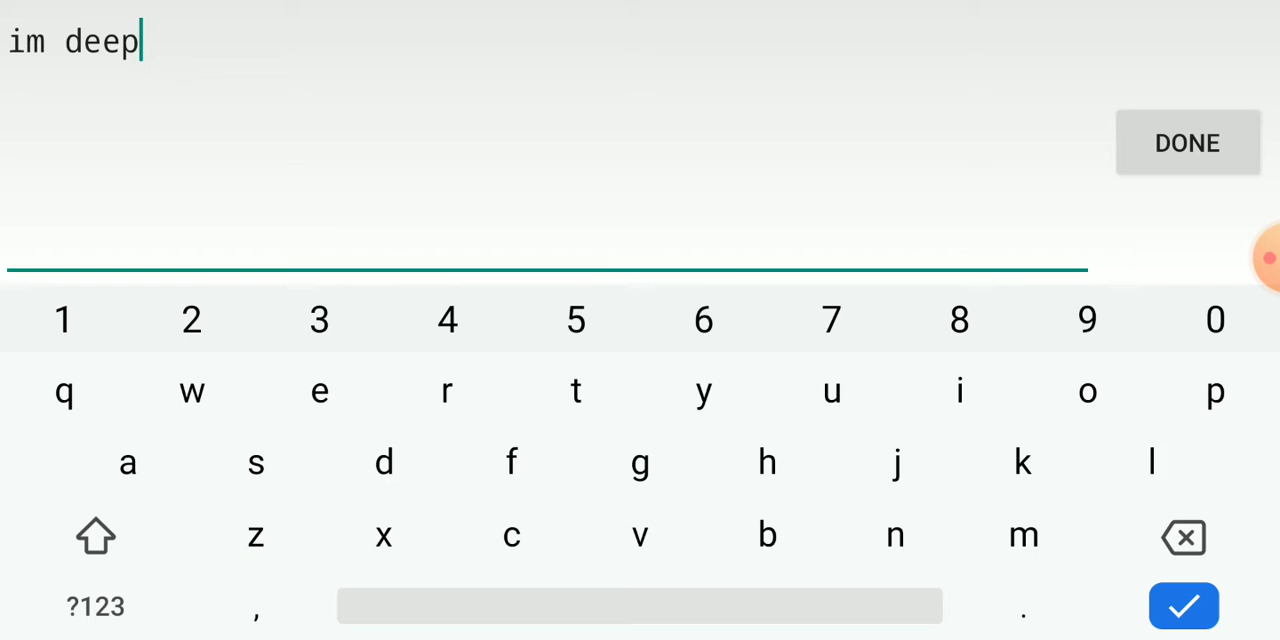 im deep
DONE
1 2 3 4 5 6 7 8 9 0
q w e r t y u i o p
a s d f g h j k l
z x c v b n m
?123 , .